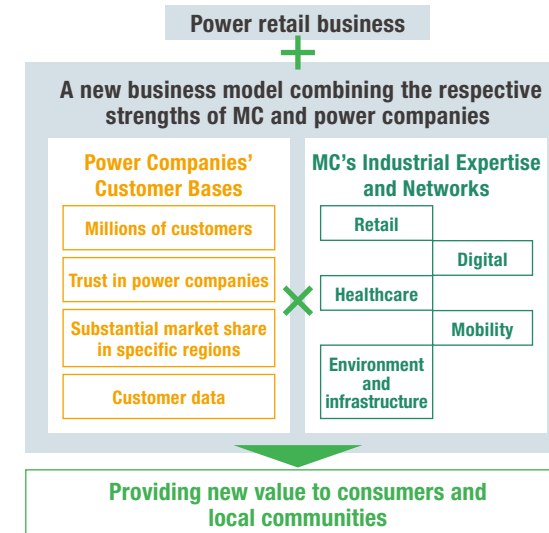 Power retail business
+
A new business model combining the respective
strengths of MC and power companies
Power Companies'
Customer Bases
Millions of customers
Trust in power companies
Substantial market share
in specific regions
Customer data
×
MC's Industrial Expertise
and Networks
Retail
Digital
Healthcare
Mobility
Environment
and
infrastructure
Providing new value to consumers and
local communities